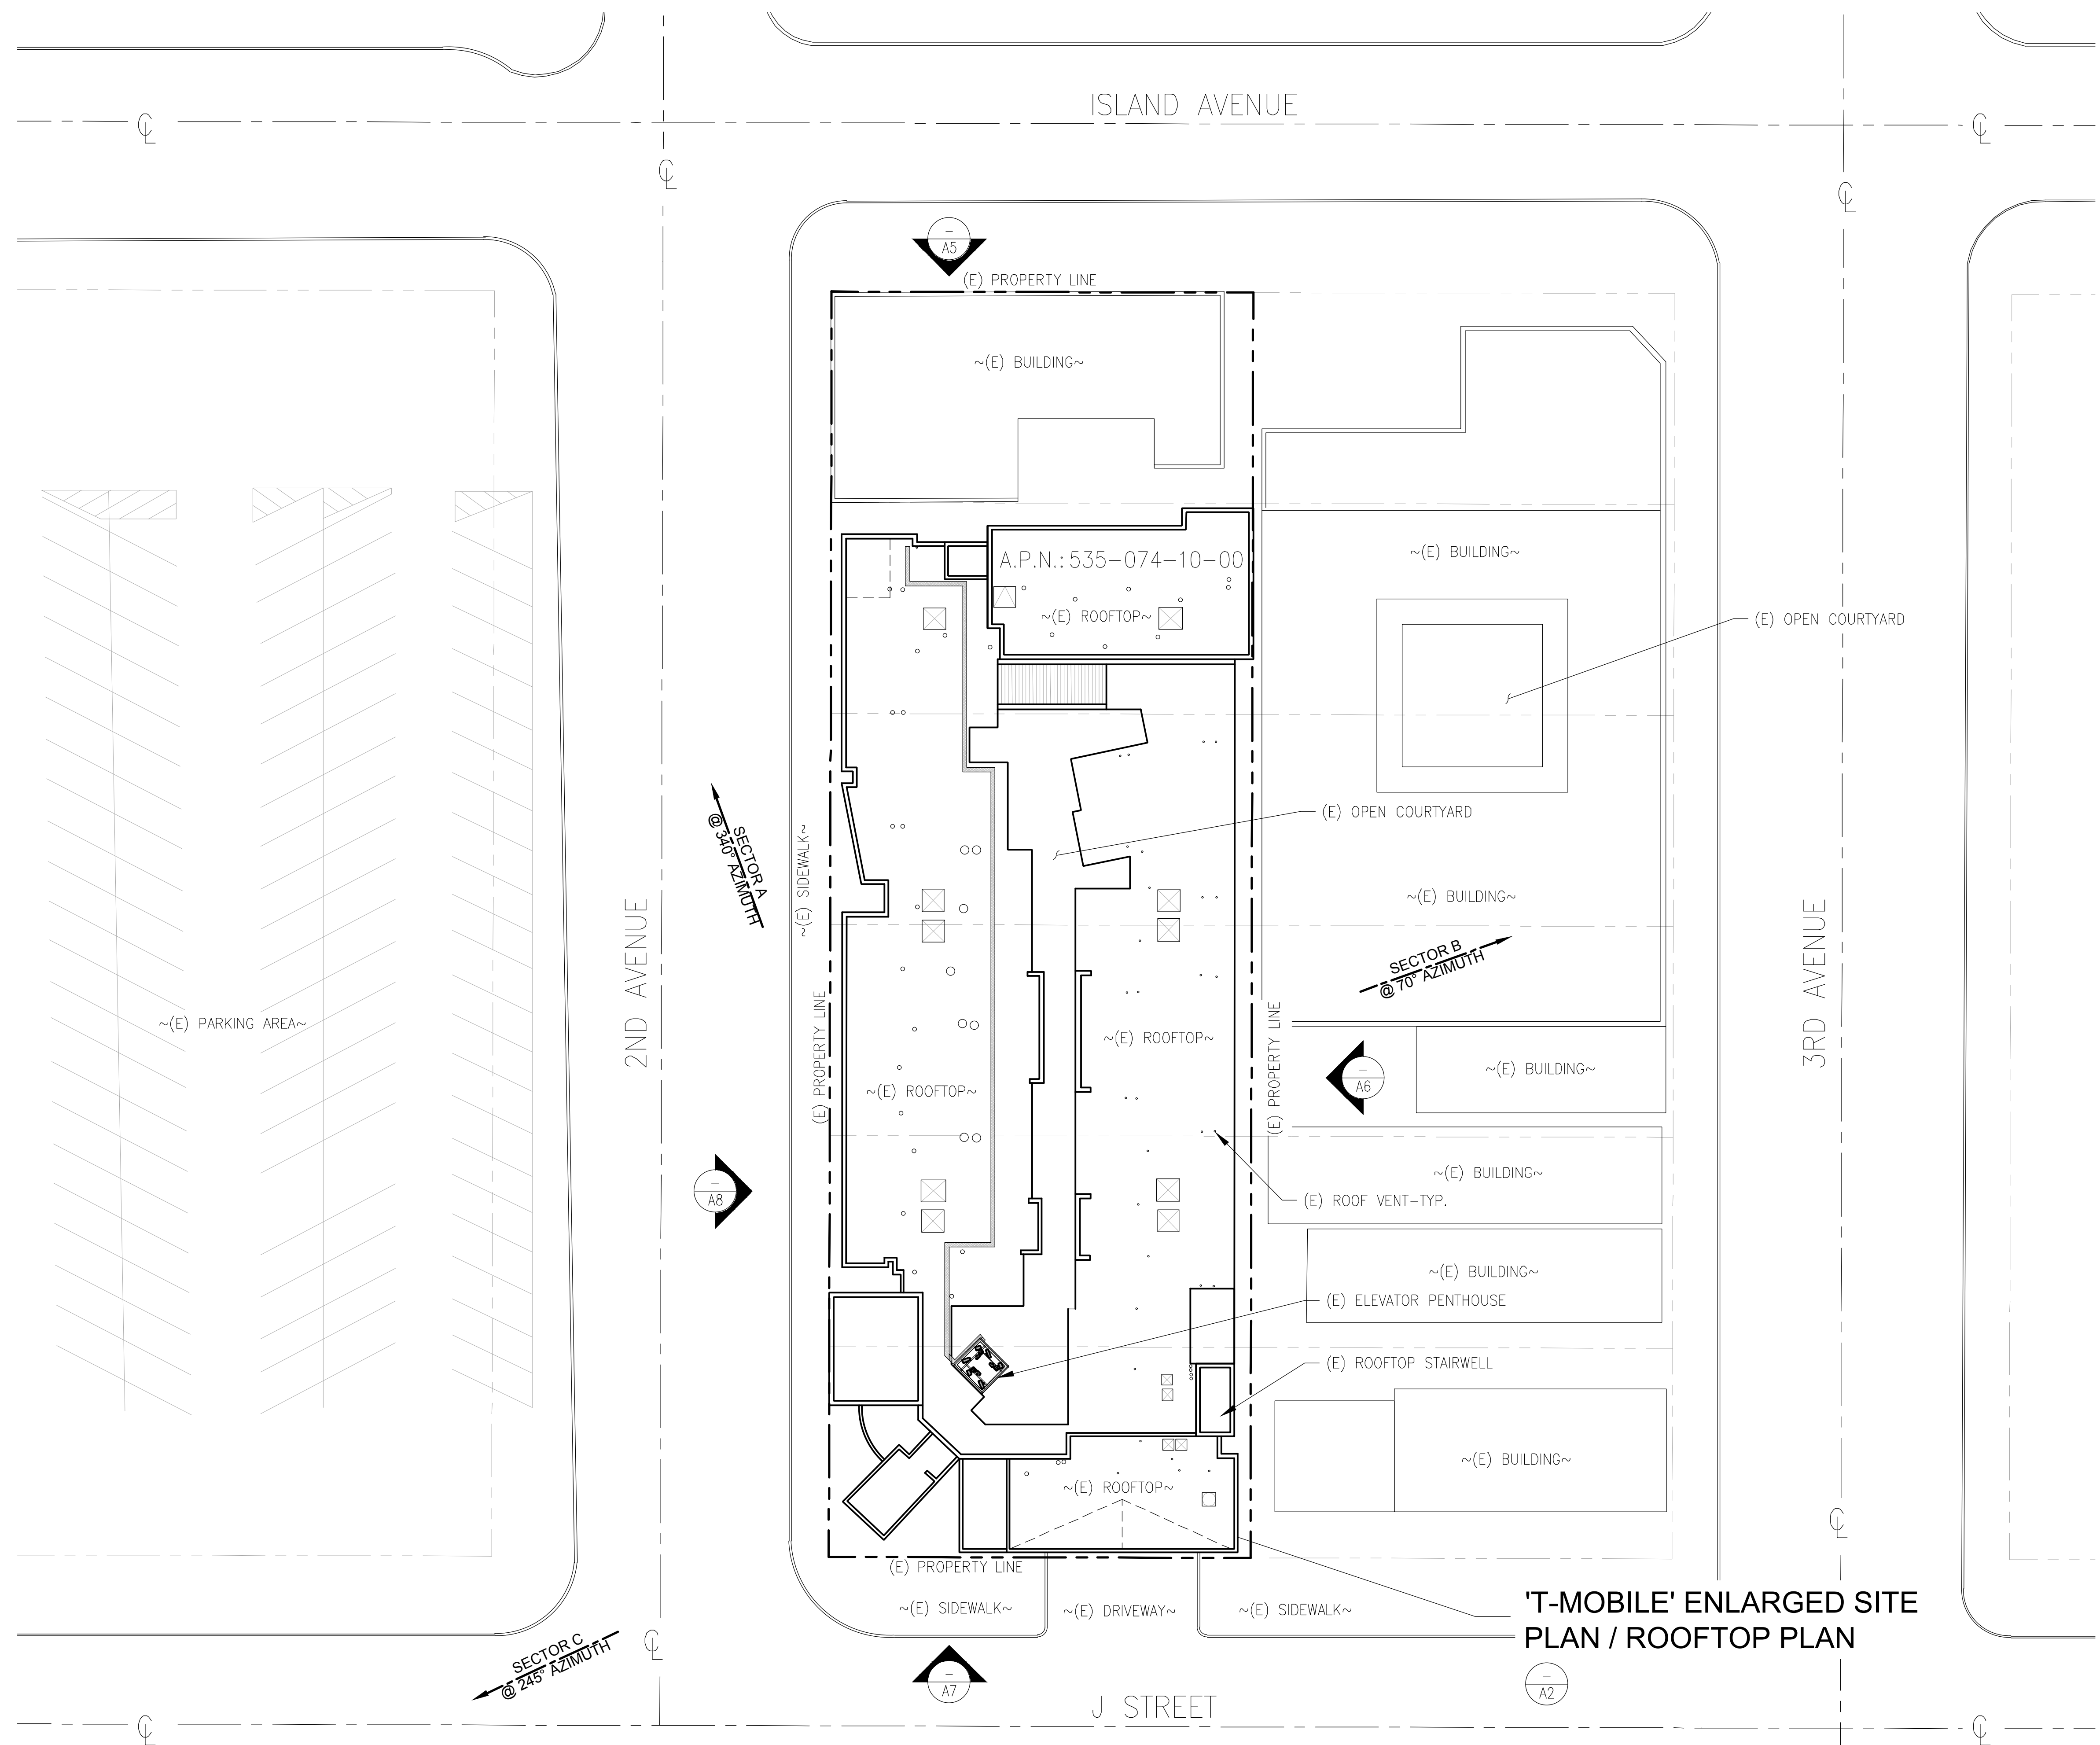 ISLAND AVENUE
℄
℄
℄
℄
–
A5
(E) PROPERTY LINE
~(E) BUILDING~
A.P.N.: 535-074-10-00
~(E) ROOFTOP~
~(E) BUILDING~
(E) OPEN COURTYARD
(E) OPEN COURTYARD
SECTOR A
@ 340° AZIMUTH
~(E) SIDEWALK~
~(E) BUILDING~
2ND AVENUE
3RD AVENUE
SECTOR B
@ 70° AZIMUTH
~(E) PARKING AREA~
(E) PROPERTY LINE
~(E) ROOFTOP~
(E) PROPERTY LINE
–
A6
~(E) BUILDING~
~(E) ROOFTOP~
~(E) BUILDING~
–
A8
(E) ROOF VENT-TYP.
~(E) BUILDING~
(E) ELEVATOR PENTHOUSE
(E) ROOFTOP STAIRWELL
~(E) BUILDING~
~(E) ROOFTOP~
℄
(E) PROPERTY LINE
~(E) SIDEWALK~
~(E) DRIVEWAY~
~(E) SIDEWALK~
'T-MOBILE' ENLARGED SITE
PLAN / ROOFTOP PLAN
℄
SECTOR C
@ 245° AZIMUTH
–
A7
–
A2
J STREET
℄
℄